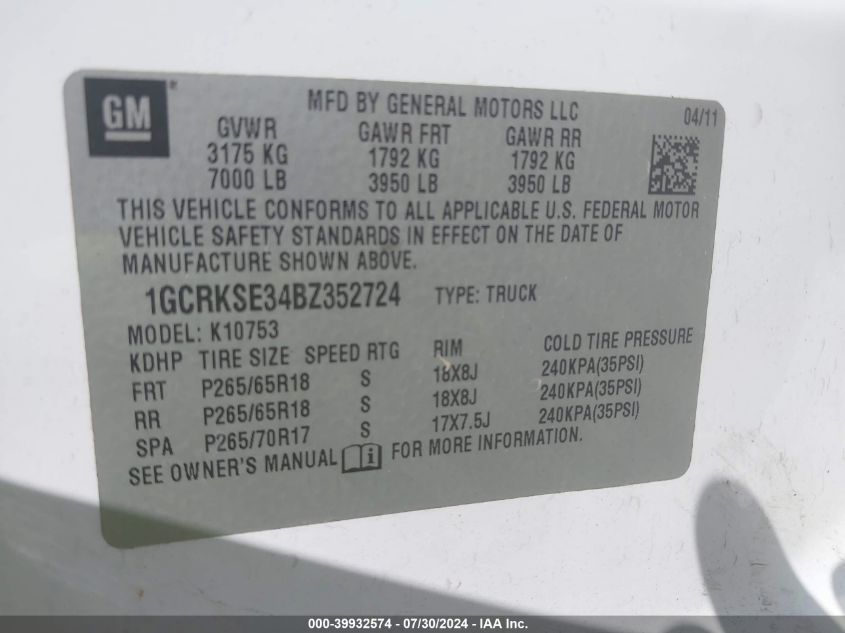 GM®
MFD BY GENERAL MOTORS LLC 04/11
GVWR GAWR FRT GAWR RR
3175 KG 1792 KG 1792 KG
7000 LB 3950 LB 3950 LB
THIS VEHICLE CONFORMS TO ALL APPLICABLE U.S. FEDERAL MOTOR
VEHICLE SAFETY STANDARDS IN EFFECT ON THE DATE OF
MANUFACTURE SHOWN ABOVE.
1GCRKSE34BZ352724 TYPE: TRUCK
MODEL: K10753
KDHP TIRE SIZE SPEED RTG RIM COLD TIRE PRESSURE
FRT P265/65R18 S 18X8J 240KPA(35PSI)
RR P265/65R18 S 18X8J 240KPA(35PSI)
SPA P265/70R17 S 17X7.5J 240KPA(35PSI)
SEE OWNER'S MANUAL i FOR MORE INFORMATION.
000-39932574 | 07/30/2024 - IAA Inc.